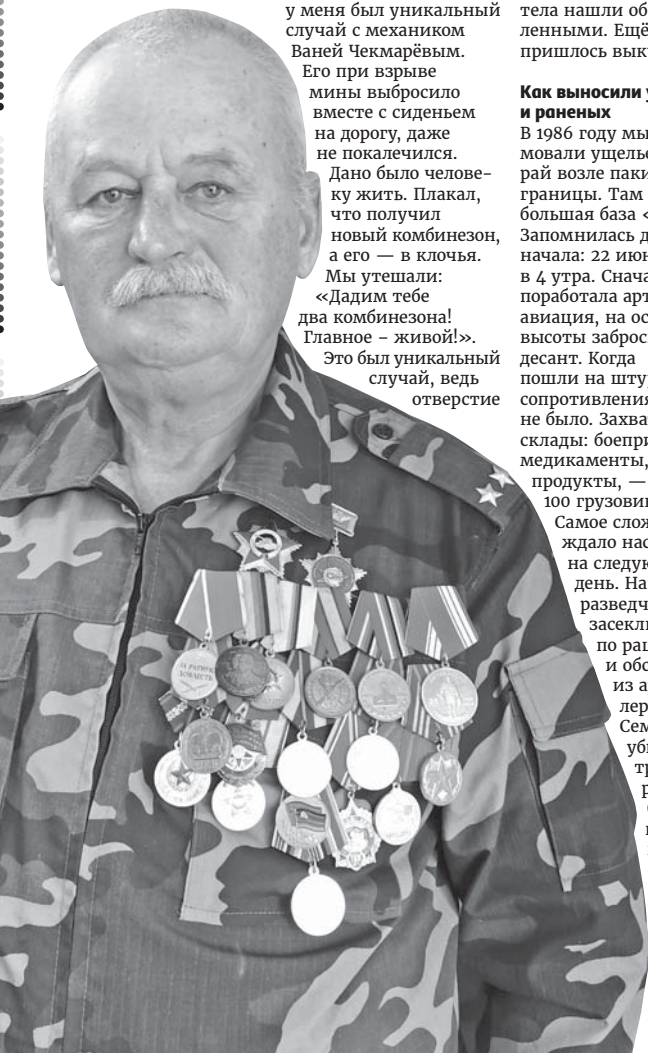 у меня был уникальный
случай с механиком
Ваней Чекмарёвым.
Его при взрыве
мины выбросило
вместе с сиденьем
на дорогу, даже
не покалечился.
Дано было челове-
ку жить. Плакал,
что получил
новый комбинезон,
а его — в клочья.
Мы утешали:
«Дадим тебе
два комбинезона!
Главное – живой!».
Это был уникальный
случай, ведь
отверстие
тела нашли об
ленными. Ещё
пришлось вык
Как выносили у
и раненых
В 1986 году мы
мовали ущелье
рай возле паки
границы. Там
большая база «
Запомнилась д
начала: 22 июн
в 4 утра. Снача
поработала арт
авиация, на ос
высоты заброс
десант. Когда
пошли на шту
сопротивления
не было. Захва
склады: боепри
медикаменты,
продукты, —
100 грузови
Самое слож
ждало нас
на следую
день. На
разведч
засекл
по ра
и обс
из а
лер
Сем
уб
тр
р
ЗА РАТНУЮ
ДОБЛЕСТЬ